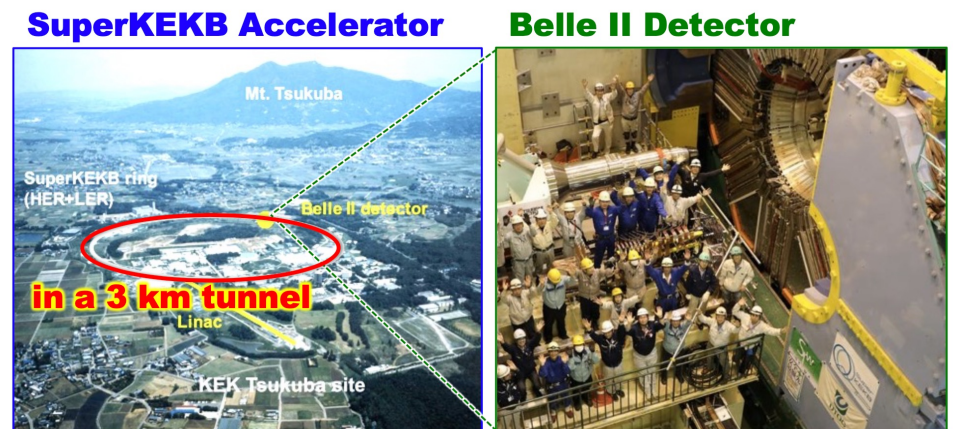 SuperKEKB Accelerator
Belle II Detector
Mt. Tsukuba
SuperKEKB ring
(HER+LER)
Belle II detector
in a 3 km tunnel
Linac
KEK Tsukuba site